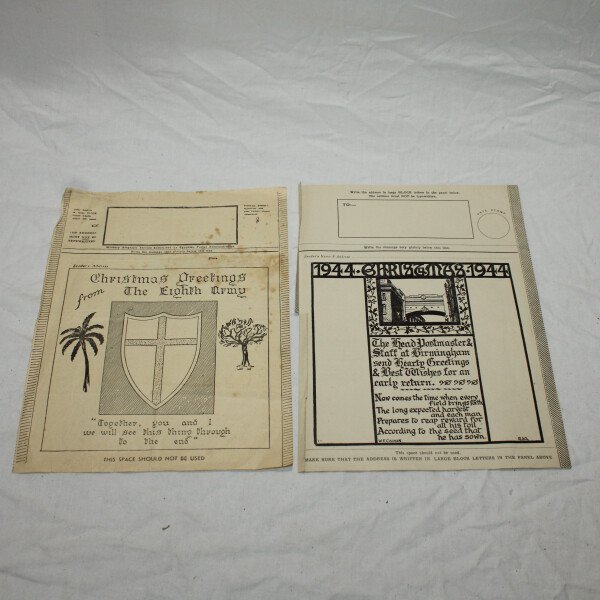 Christmas Greetings
from The Eighth Army
"Together, you and I
we will see this thing through
to the end"
THIS SPACE SHOULD NOT BE USED
Write the address in large BLOCK letters in the panel below.
The address must NOT be typewritten.
TO:—
Write the message very plainly below this line.
Sender's Name & Address
1944·CHRISTMAS·1944
The Head Postmaster &
Staff at Birmingham
send Hearty Greetings
& Best Wishes for an
early return.
Now comes the time when every
field brings forth
The long expected harvest
and each man
Prepares to reap reward for
all his toil
According to the seed that
he has sown.
This space should not be used.
MAKE SURE THAT THE ADDRESS IS WRITTEN IN LARGE BLOCK LETTERS IN THE PANEL ABOVE